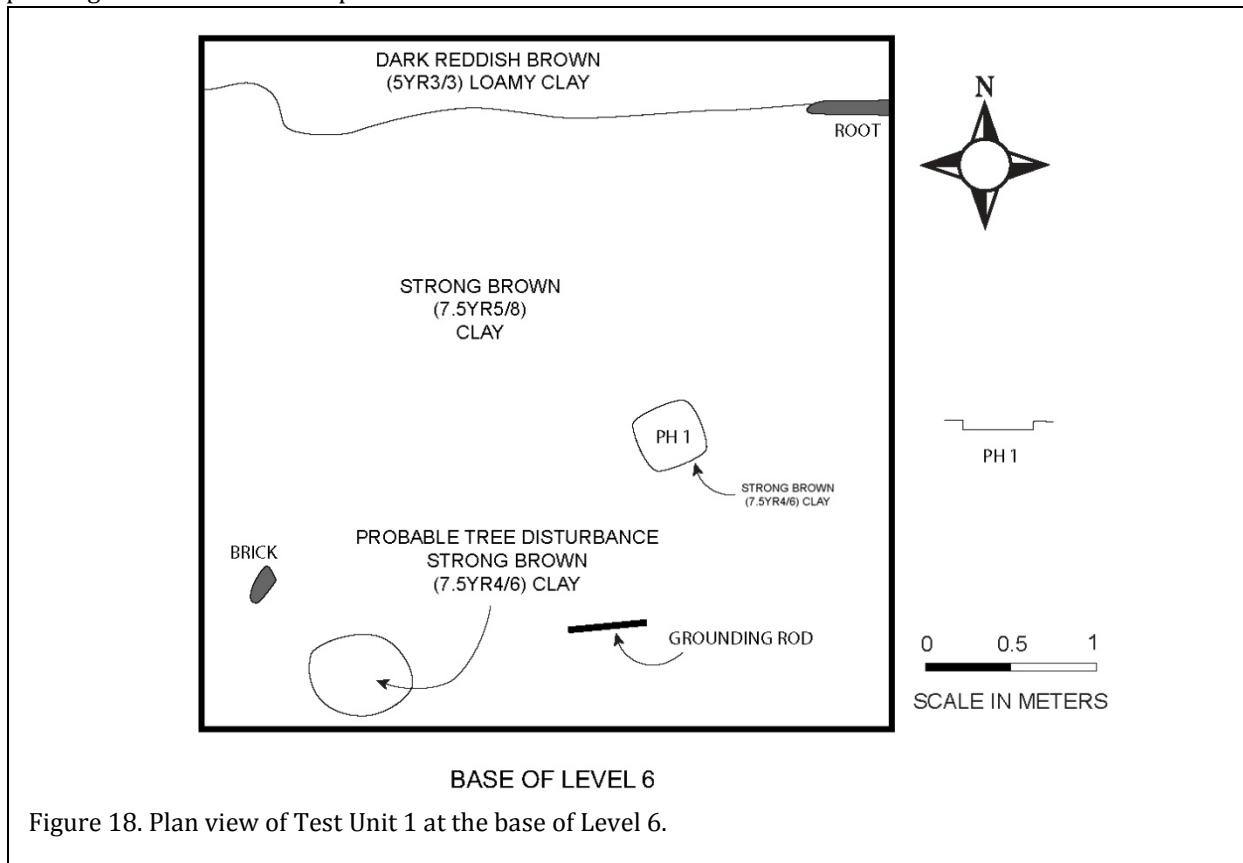 DARK REDDISH BROWN
(5YR3/3) LOAMY CLAY
N
ROOT
STRONG BROWN
(7.5YR5/8)
CLAY
PH 1
PH 1
STRONG BROWN
(7.5YR4/6) CLAY
PROBABLE TREE DISTURBANCE
STRONG BROWN
(7.5YR4/6) CLAY
BRICK
GROUNDING ROD
0 0.5 1
SCALE IN METERS
BASE OF LEVEL 6
Figure 18. Plan view of Test Unit 1 at the base of Level 6.